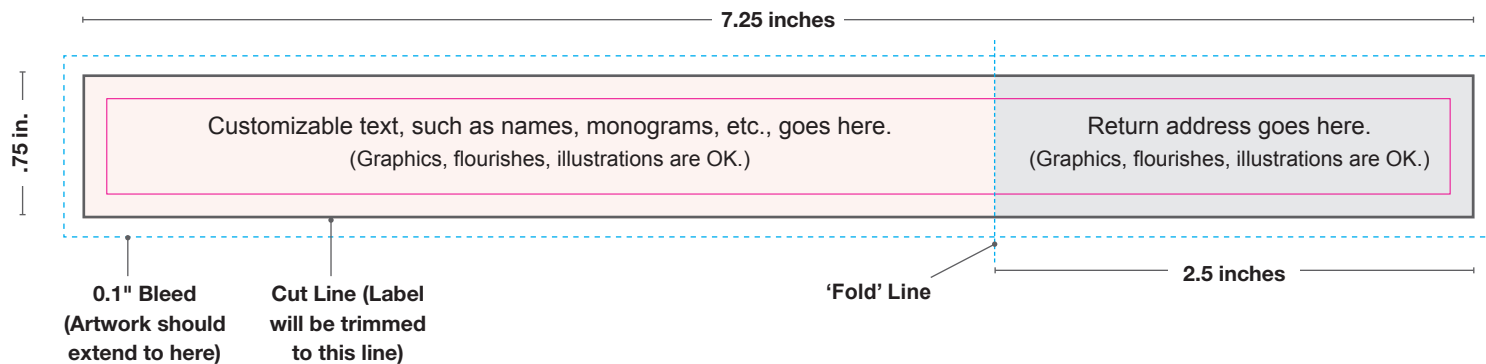 7.25 inches
.75 in.
Customizable text, such as names, monograms, etc., goes here.
(Graphics, flourishes, illustrations are OK.)
Return address goes here.
(Graphics, flourishes, illustrations are OK.)
0.1" Bleed
(Artwork should
extend to here)
Cut Line (Label
will be trimmed
to this line)
‘Fold’ Line
2.5 inches